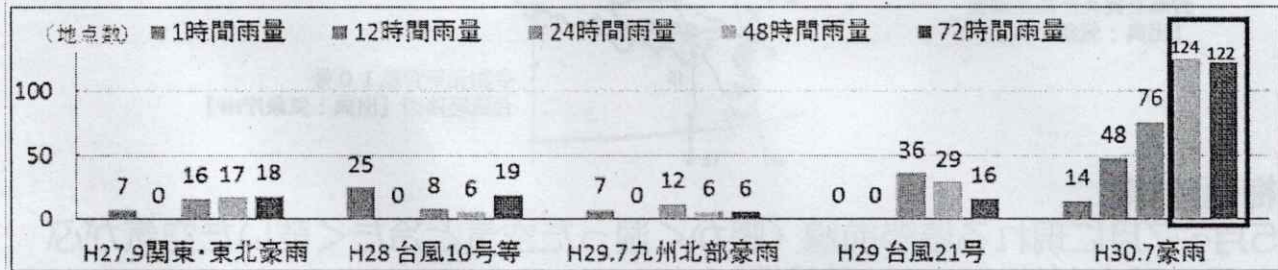 (地点数) ■ 1時間雨量 ■ 12時間雨量 ■ 24時間雨量 ■ 48時間雨量 ■ 72時間雨量
100
50
0
7 0 16 17 18
25 0 8 6 19
7 0 12 6 6
0 0 36 29 16
14 48 76 124 122
H27.9関東・東北豪雨 H28 台風10号等 H29.7九州北部豪雨 H29 台風21号 H30.7豪雨